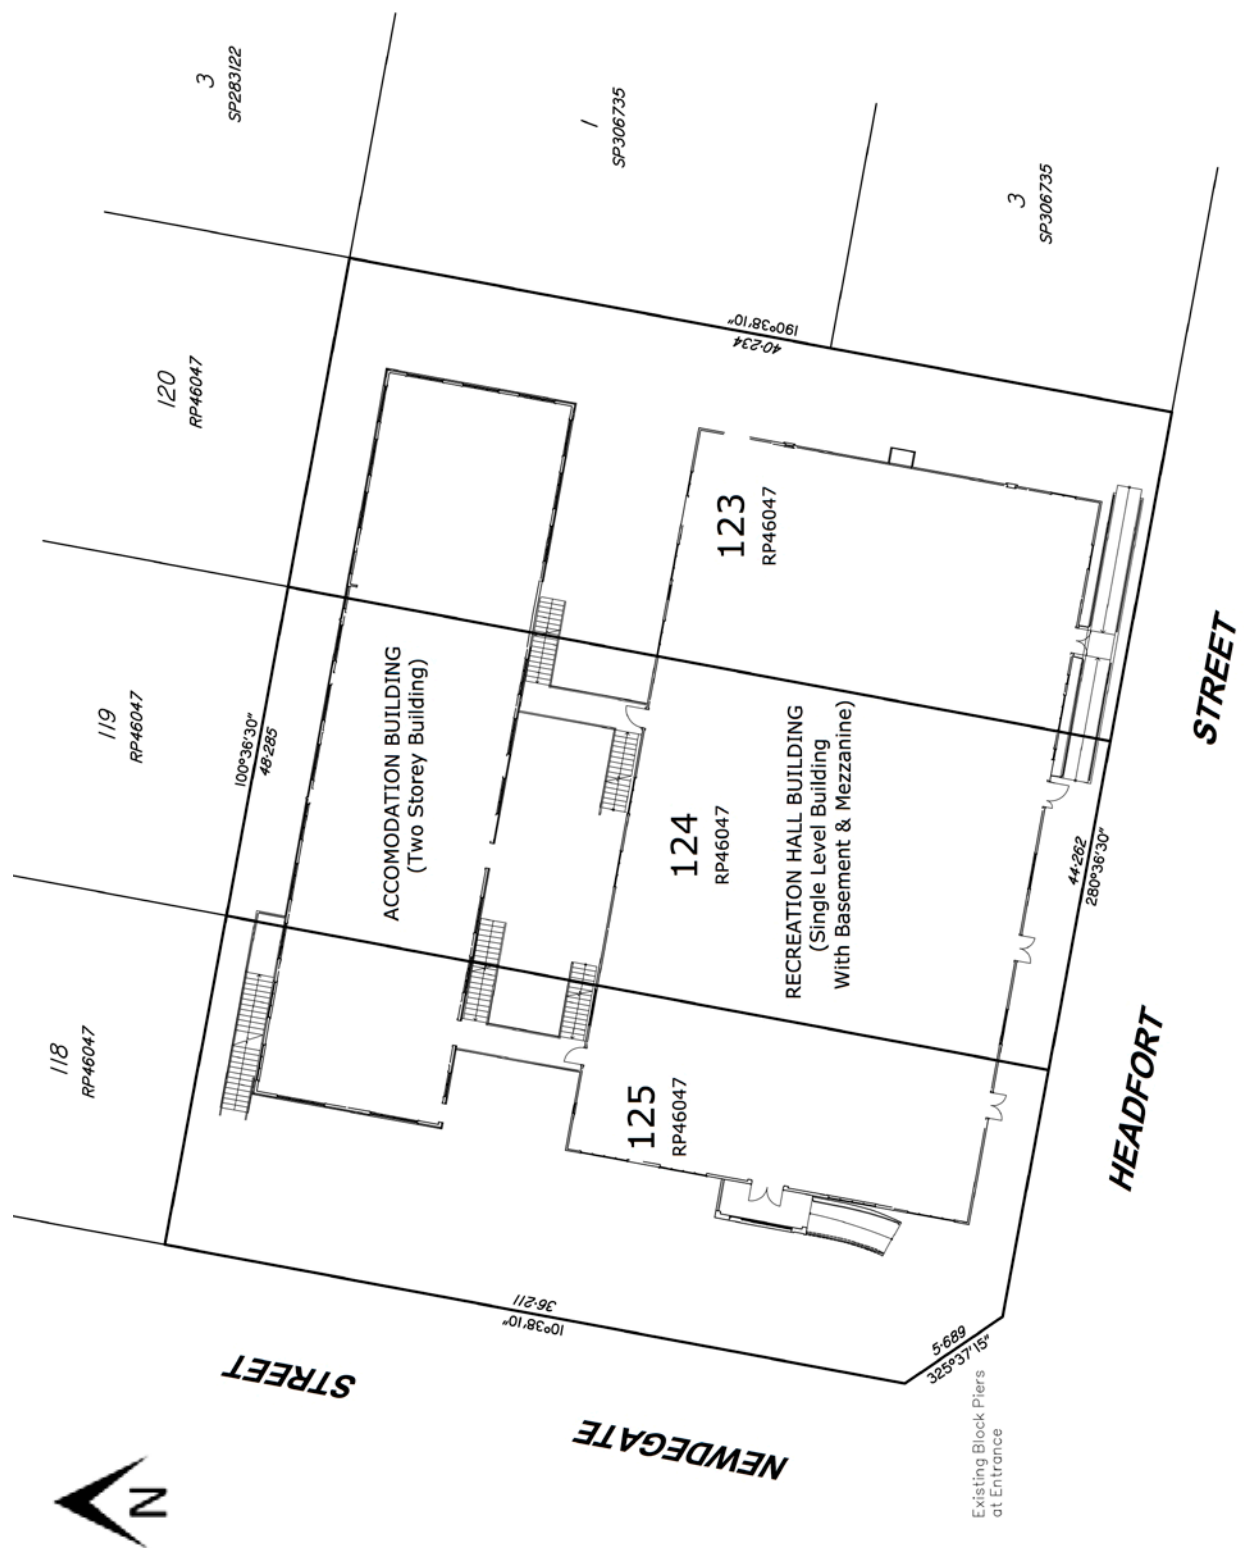 3
SP283122
1
SP306735
3
SP306735
120
RP46047
119
RP46047
118
RP46047
190°38'10"
40·234
100°36'30"
48·285
123
RP46047
ACCOMODATION BUILDING
(Two Storey Building)
124
RP46047
RECREATION HALL BUILDING
(Single Level Building
With Basement & Mezzanine)
125
RP46047
44·262
280°36'30"
36·211
10°38'10"
5·689
325°37'15"
HEADFORT STREET
NEWDEGATE STREET
Existing Block Piers
at Entrance
N